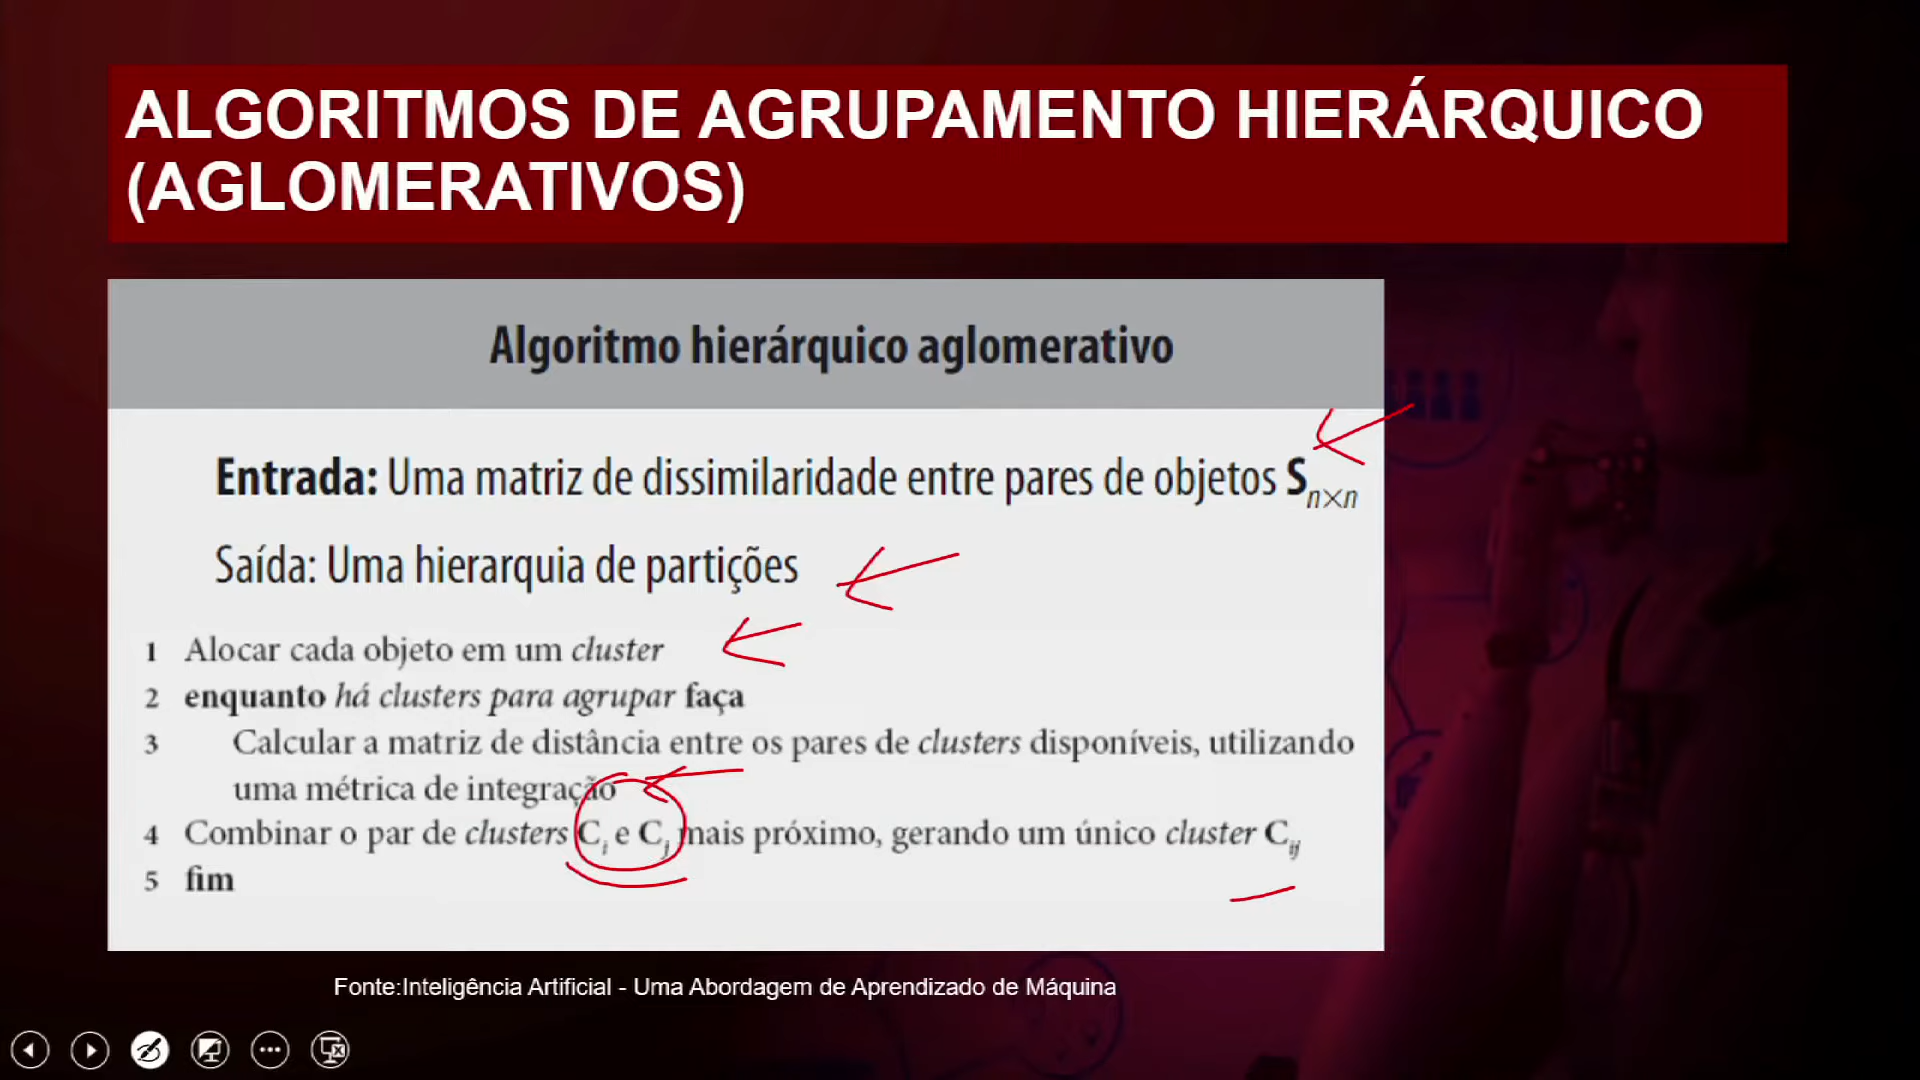 ALGORITMOS DE AGRUPAMENTO HIERÁRQUICO
(AGLOMERATIVOS)
Algoritmo hierárquico aglomerativo
Entrada: Uma matriz de dissimilaridade entre pares de objetos S n×n
Saída: Uma hierarquia de partições
1 Alocar cada objeto em um cluster
2 enquanto há clusters para agrupar faça
3 Calcular a matriz de distância entre os pares de clusters disponíveis, utilizando
uma métrica de integração
4 Combinar o par de clusters Ci e Cj mais próximo, gerando um único cluster Cij
5 fim
Fonte:Inteligência Artificial - Uma Abordagem de Aprendizado de Máquina